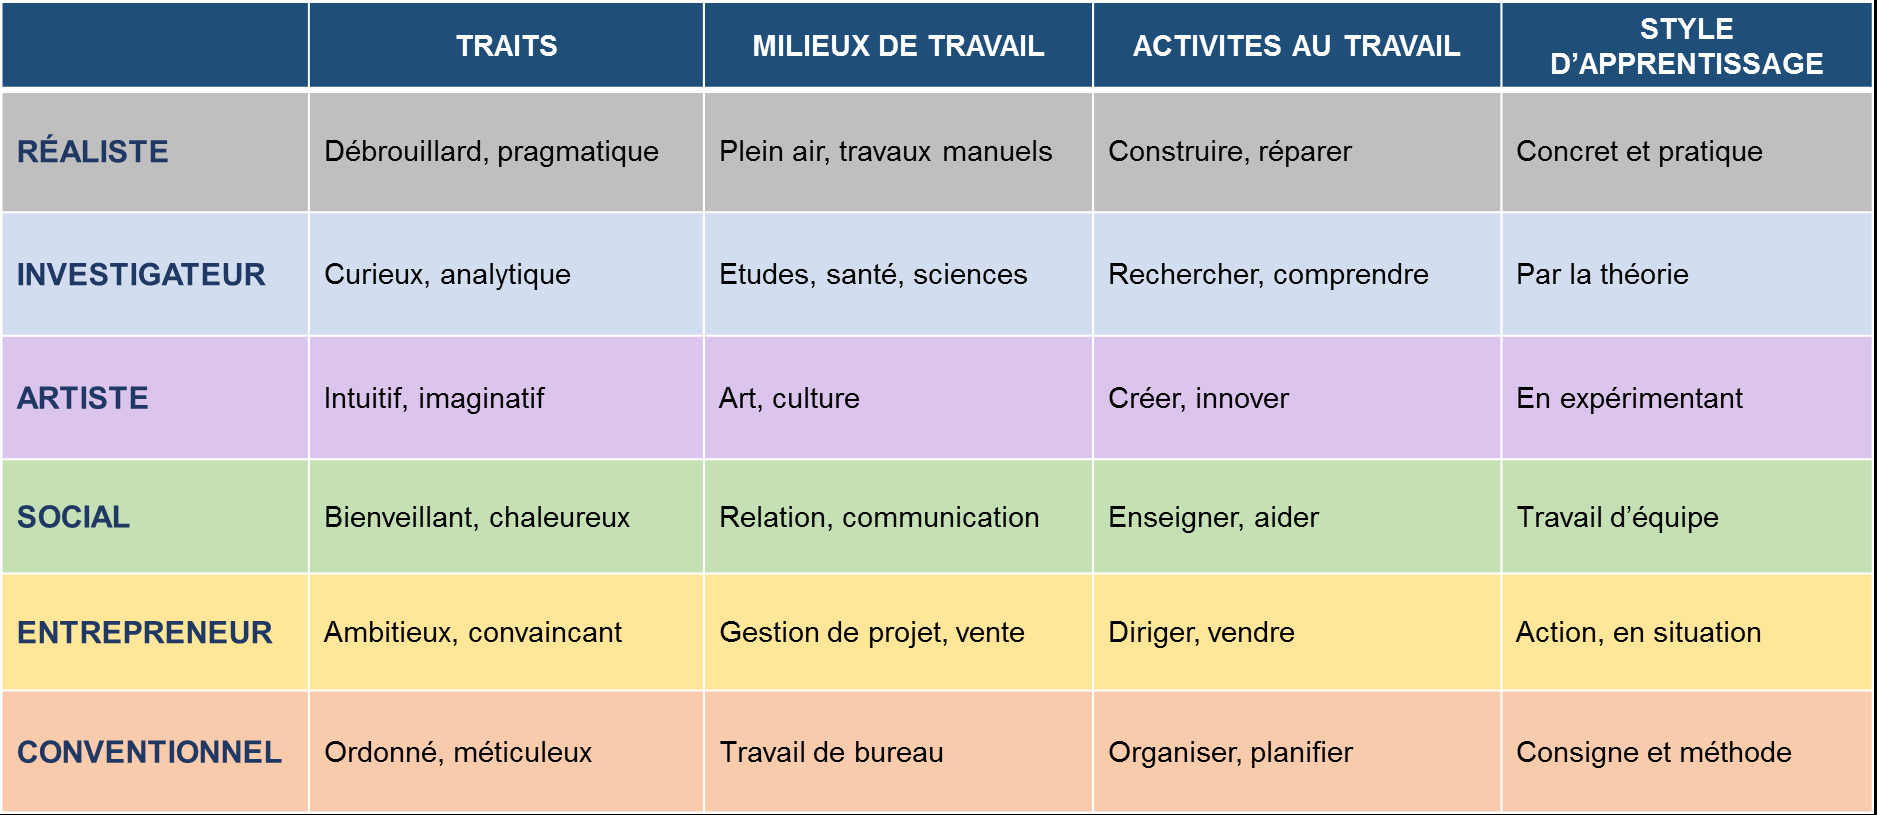 TRAITS
MILIEUX DE TRAVAIL
ACTIVITES AU TRAVAIL
STYLE
D’APPRENTISSAGE
RÉALISTE
Débrouillard, pragmatique
Plein air, travaux manuels
Construire, réparer
Concret et pratique
INVESTIGATEUR
Curieux, analytique
Etudes, santé, sciences
Rechercher, comprendre
Par la théorie
ARTISTE
Intuitif, imaginatif
Art, culture
Créer, innover
En expérimentant
SOCIAL
Bienveillant, chaleureux
Relation, communication
Enseigner, aider
Travail d’équipe
ENTREPRENEUR
Ambitieux, convaincant
Gestion de projet, vente
Diriger, vendre
Action, en situation
CONVENTIONNEL
Ordonné, méticuleux
Travail de bureau
Organiser, planifier
Consigne et méthode